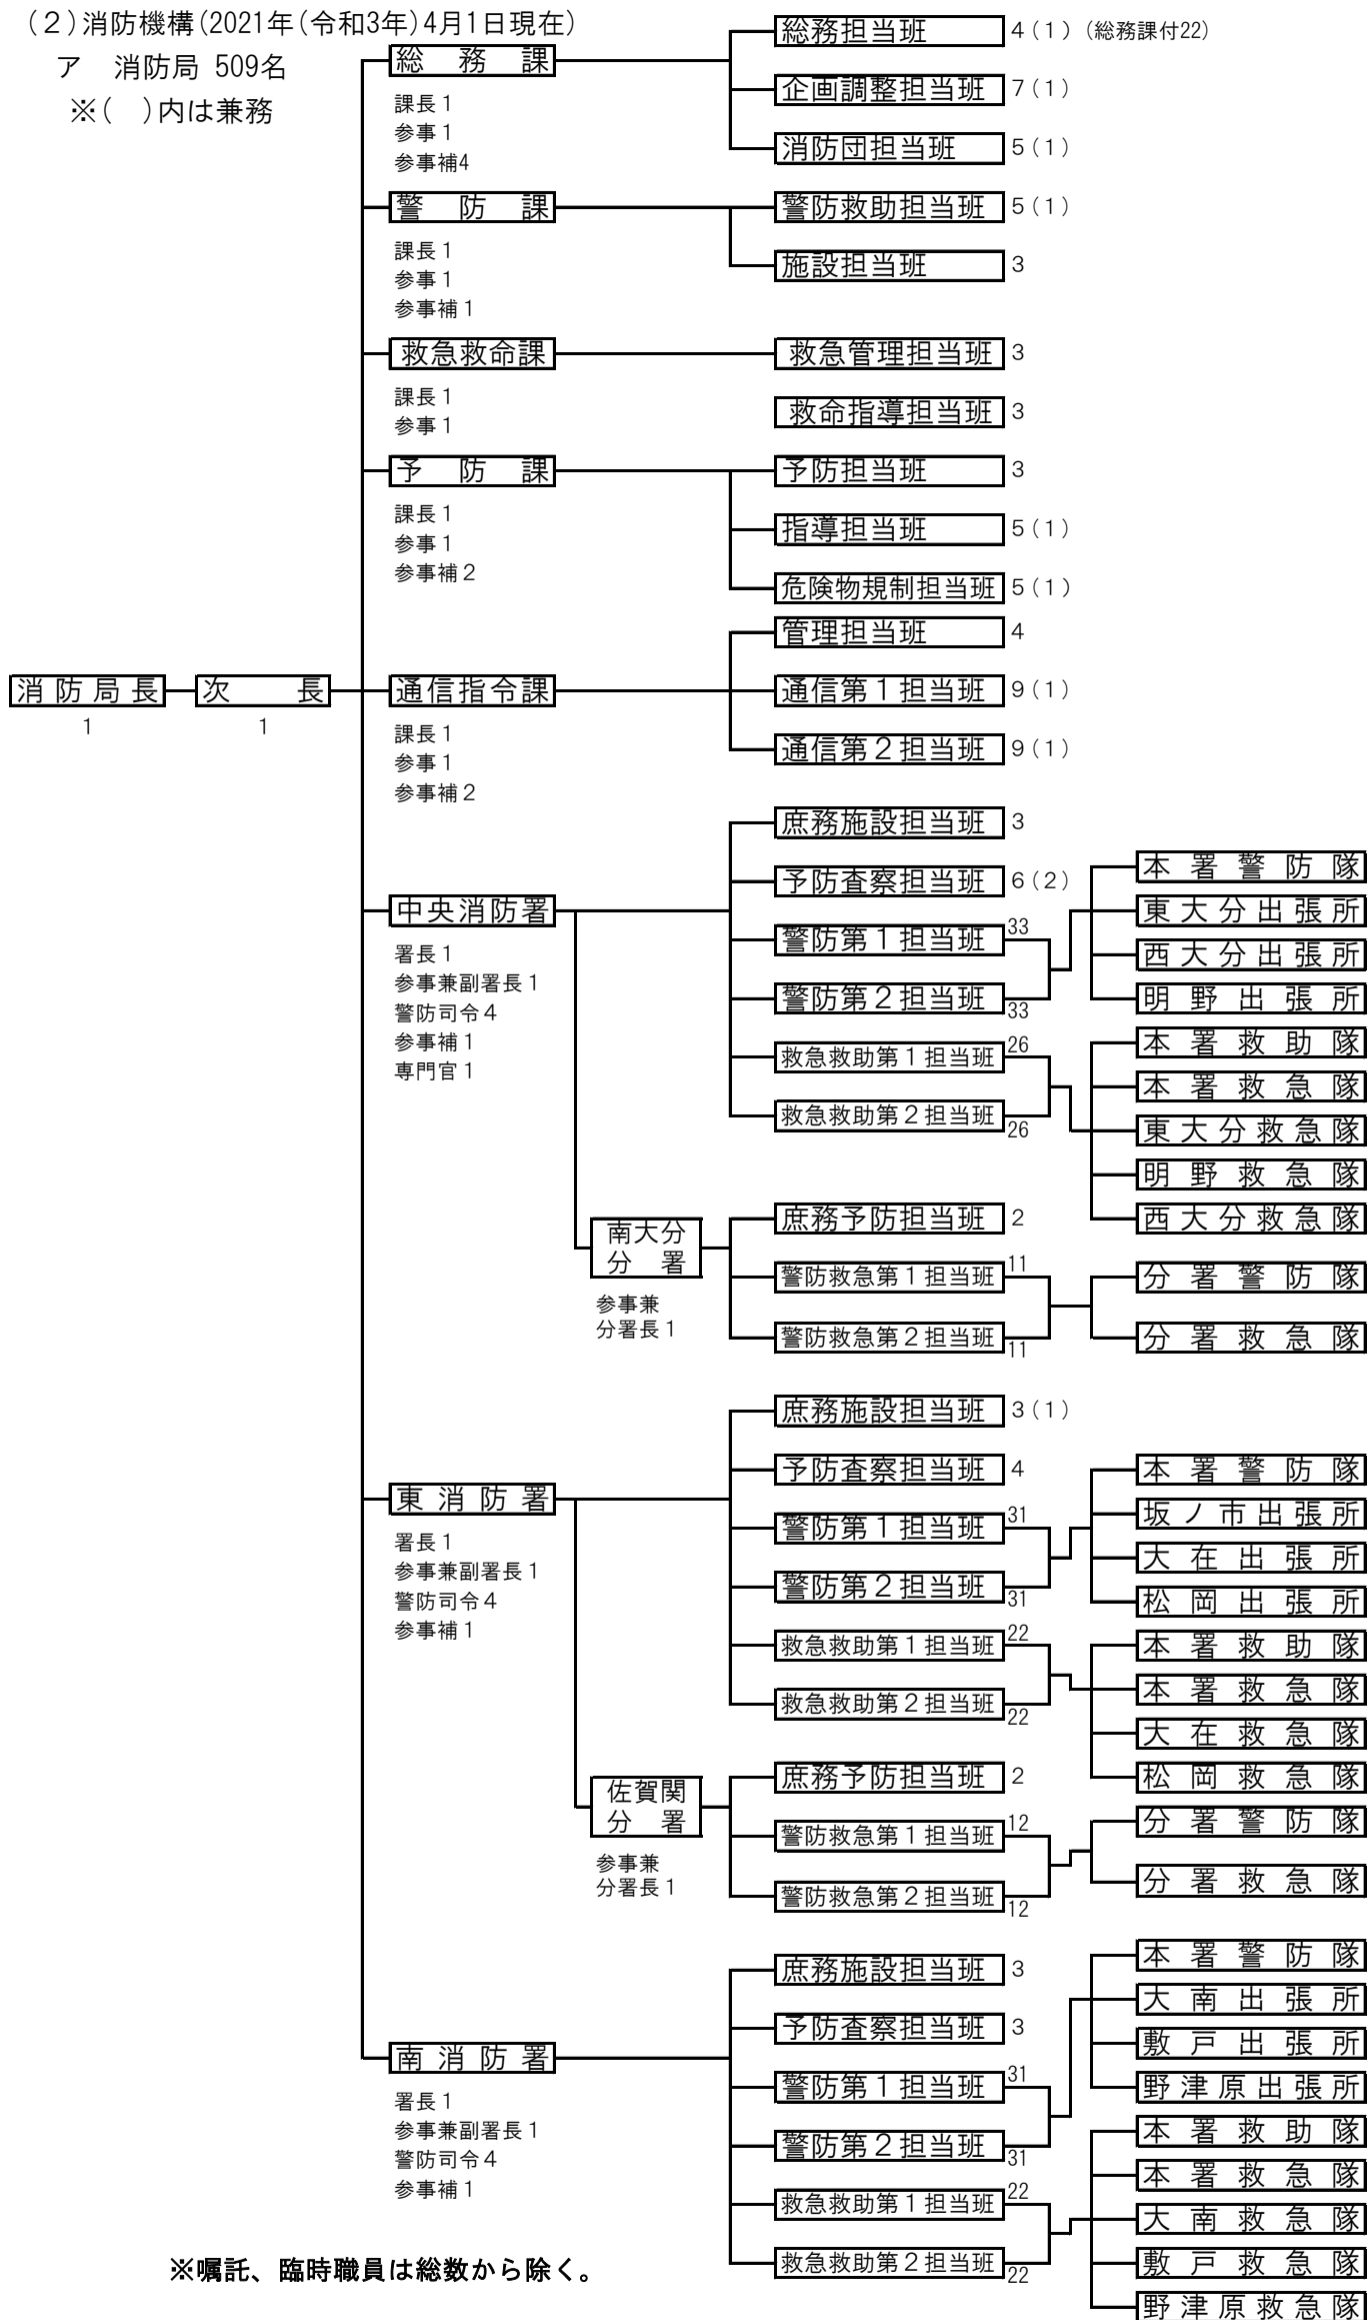 (２)消防機構(2021年(令和3年)4月1日現在)
ア　消防局 509名
※(　)内は兼務
総務課
課長１
参事１
参事補4
総務担当班 4(1) (総務課付22)
企画調整担当班 7(1)
消防団担当班 5(1)
警防課
課長１
参事１
参事補１
警防救助担当班 5(1)
施設担当班 3
救急救命課
課長１
参事１
救急管理担当班 3
救命指導担当班 3
予防課
課長１
参事１
参事補２
予防担当班 3
指導担当班 5(1)
危険物規制担当班 5(1)
消防局長
1
次長
1
通信指令課
課長１
参事１
参事補２
管理担当班 4
通信第１担当班 9(1)
通信第２担当班 9(1)
中央消防署
署長１
参事兼副署長１
警防司令４
参事補１
専門官１
庶務施設担当班 3
予防査察担当班 6(2)
警防第１担当班 33
警防第２担当班 33
救急救助第１担当班 26
救急救助第２担当班 26
本署警防隊
東大分出張所
西大分出張所
明野出張所
本署救助隊
本署救急隊
東大分救急隊
明野救急隊
西大分救急隊
南大分
分署
参事兼
分署長１
庶務予防担当班 2
警防救急第１担当班 11
警防救急第２担当班 11
分署警防隊
分署救急隊
東消防署
署長１
参事兼副署長１
警防司令４
参事補１
庶務施設担当班 3(1)
予防査察担当班 4
警防第１担当班 31
警防第２担当班 31
救急救助第１担当班 22
救急救助第２担当班 22
本署警防隊
坂ノ市出張所
大在出張所
松岡出張所
本署救助隊
本署救急隊
大在救急隊
松岡救急隊
佐賀関
分署
参事兼
分署長１
庶務予防担当班 2
警防救急第１担当班 12
警防救急第２担当班 12
分署警防隊
分署救急隊
南消防署
署長１
参事兼副署長１
警防司令４
参事補１
庶務施設担当班 3
予防査察担当班 3
警防第１担当班 31
警防第２担当班 31
救急救助第１担当班 22
救急救助第２担当班 22
本署警防隊
大南出張所
敷戸出張所
野津原出張所
本署救助隊
本署救急隊
大南救急隊
敷戸救急隊
野津原救急隊
※嘱託、臨時職員は総数から除く。